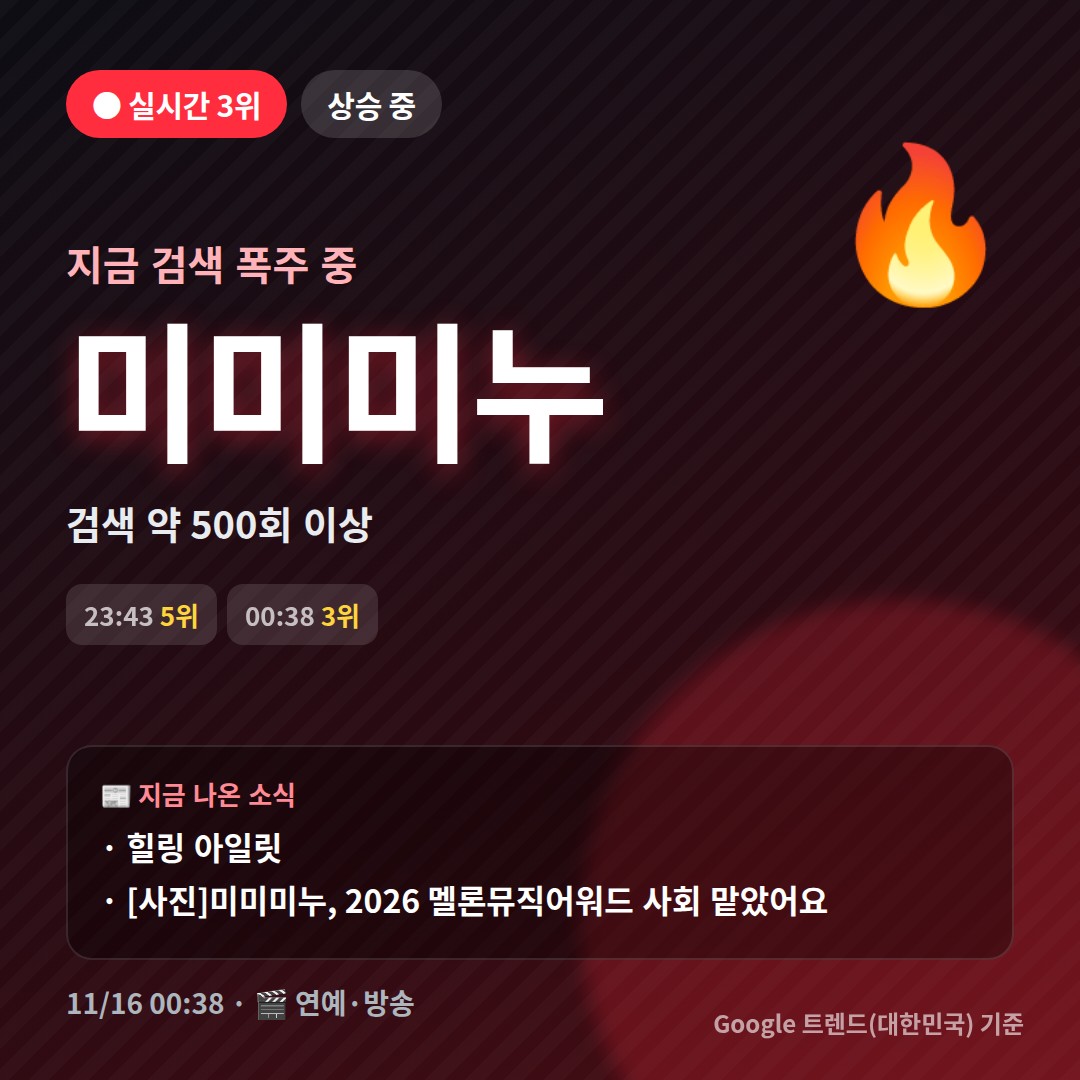 실시간 3위 상승 중
지금 검색 폭주 중
미미미누
검색 약 500회 이상
23:43 5위 00:38 3위
지금 나온 소식
· 힐링 아일릿
· [사진]미미미누, 2026 멜론뮤직어워드 사회 맡았어요
11/16 00:38 · 연예·방송
Google 트렌드(대한민국) 기준